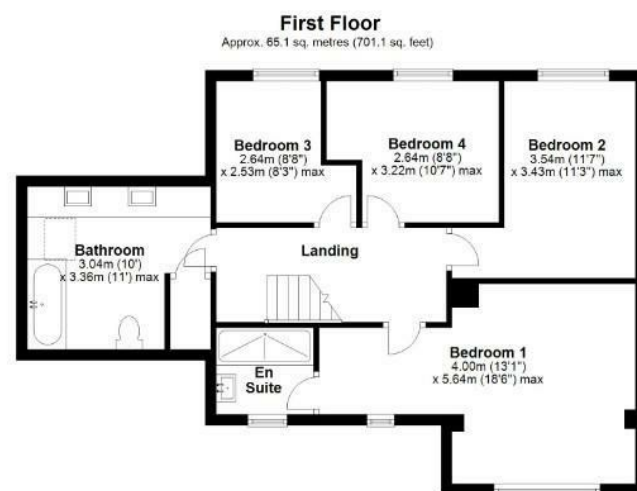 First Floor
Approx. 65.1 sq. metres (701.1 sq. feet)
Bedroom 3
2.64m (8'8")
x 2.53m (8'3") max
Bedroom 4
2.64m (8'8")
x 3.22m (10'7") max
Bedroom 2
3.54m (11'7")
x 3.43m (11'3") max
Bathroom
3.04m (10')
x 3.36m (11') max
Landing
En
Suite
Bedroom 1
4.00m (13'1")
x 5.64m (18'6") max